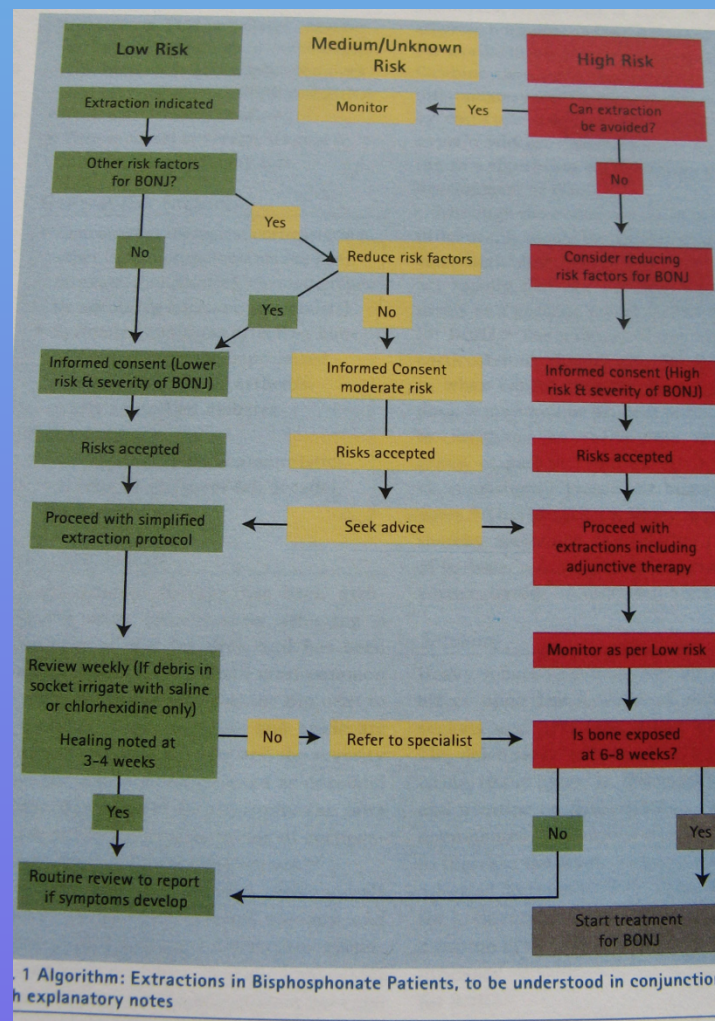 Low Risk
Medium/Unknown
Risk
High Risk
Extraction indicated
Monitor
Yes
Can extraction
be avoided?
Other risk factors
for BONJ?
No
Yes
No
Reduce risk factors
Consider reducing
risk factors for BONJ
Yes
No
Informed consent (Lower
risk & severity of BONJ)
Informed Consent
moderate risk
Informed consent (High
risk & severity of BONJ)
Risks accepted
Risks accepted
Risks accepted
Proceed with simplified
extraction protocol
Seek advice
Proceed with
extractions including
adjunctive therapy
Monitor as per Low risk
Review weekly (If debris in
socket irrigate with saline
or chlorhexidine only)
Healing noted at
3-4 weeks
No
Refer to specialist
Is bone exposed
at 6-8 weeks?
Yes
No
Yes
Routine review to report
if symptoms develop
Start treatment
for BONJ
. 1 Algorithm: Extractions in Bisphosphonate Patients, to be understood in conjunctio
h explanatory notes